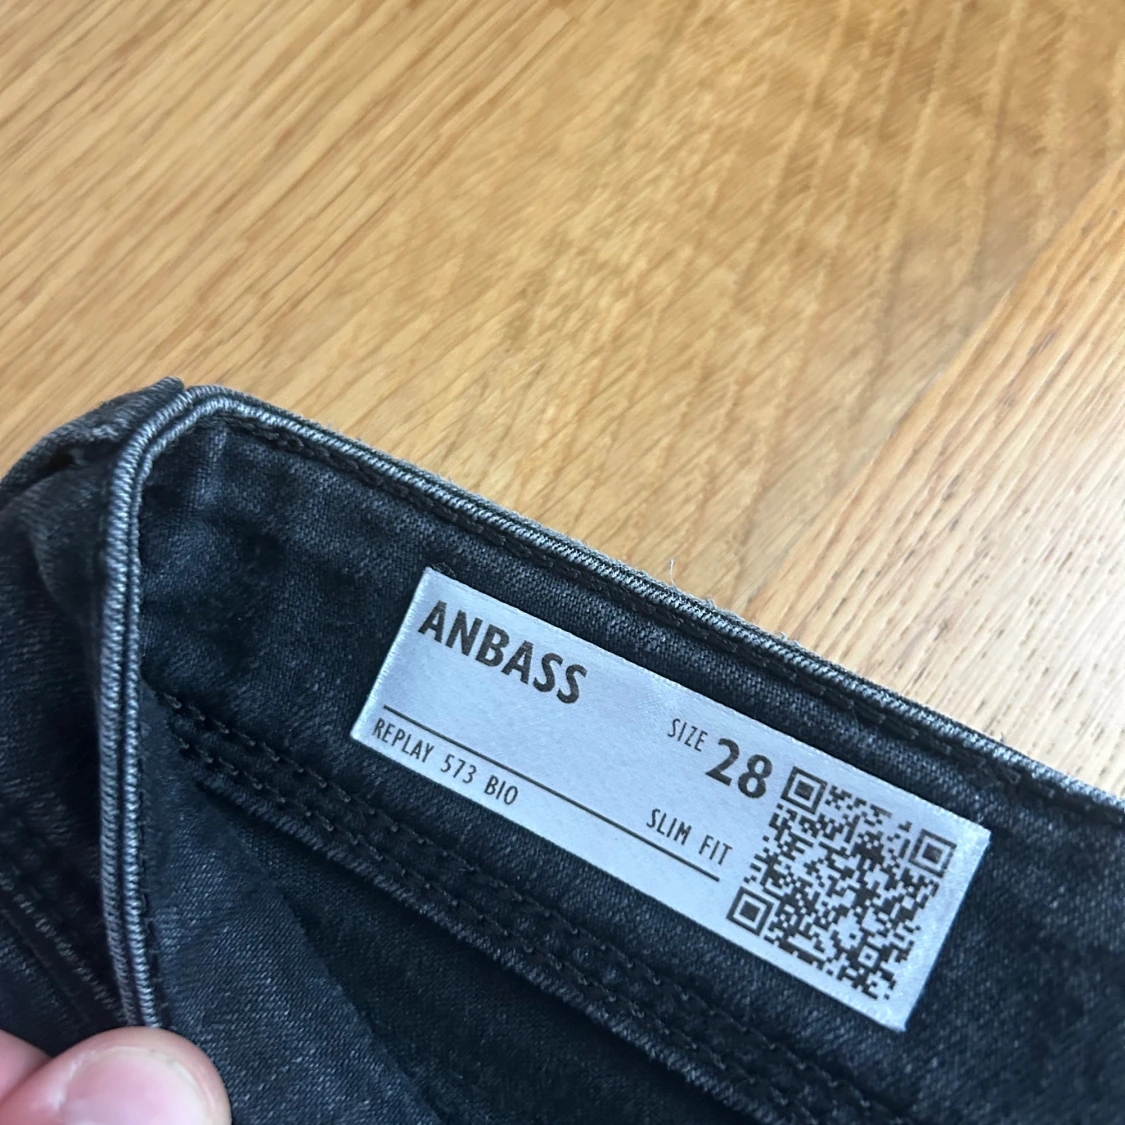 ANBASS
SIZE 28
REPLAY 573 BIO
SLIM FIT